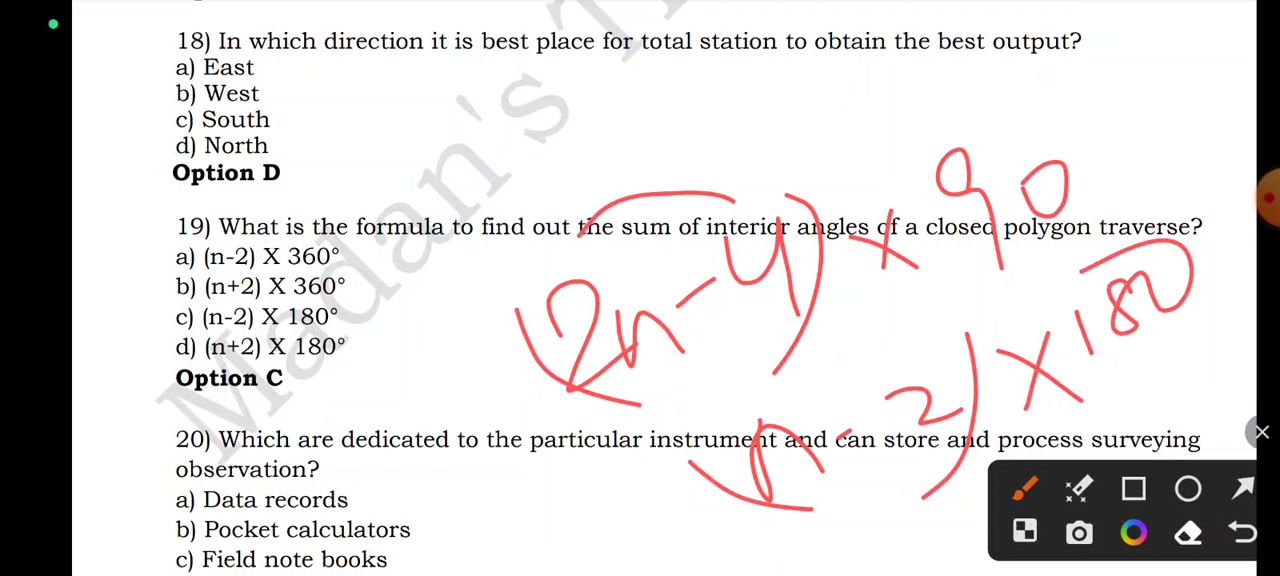 18) In which direction it is best place for total station to obtain the best output?
a) East
b) West
c) South
d) North
Option D
19) What is the formula to find out the sum of interior angles of a closed polygon traverse?
a) (n-2) X 360°
b) (n+2) X 360°
c) (n-2) X 180°
d) (n+2) X 180°
Option C
(2n-4) x 90
(n-2) x 180
20) Which are dedicated to the particular instrument and can store and process surveying
observation?
a) Data records
b) Pocket calculators
c) Field note books
Madan's T